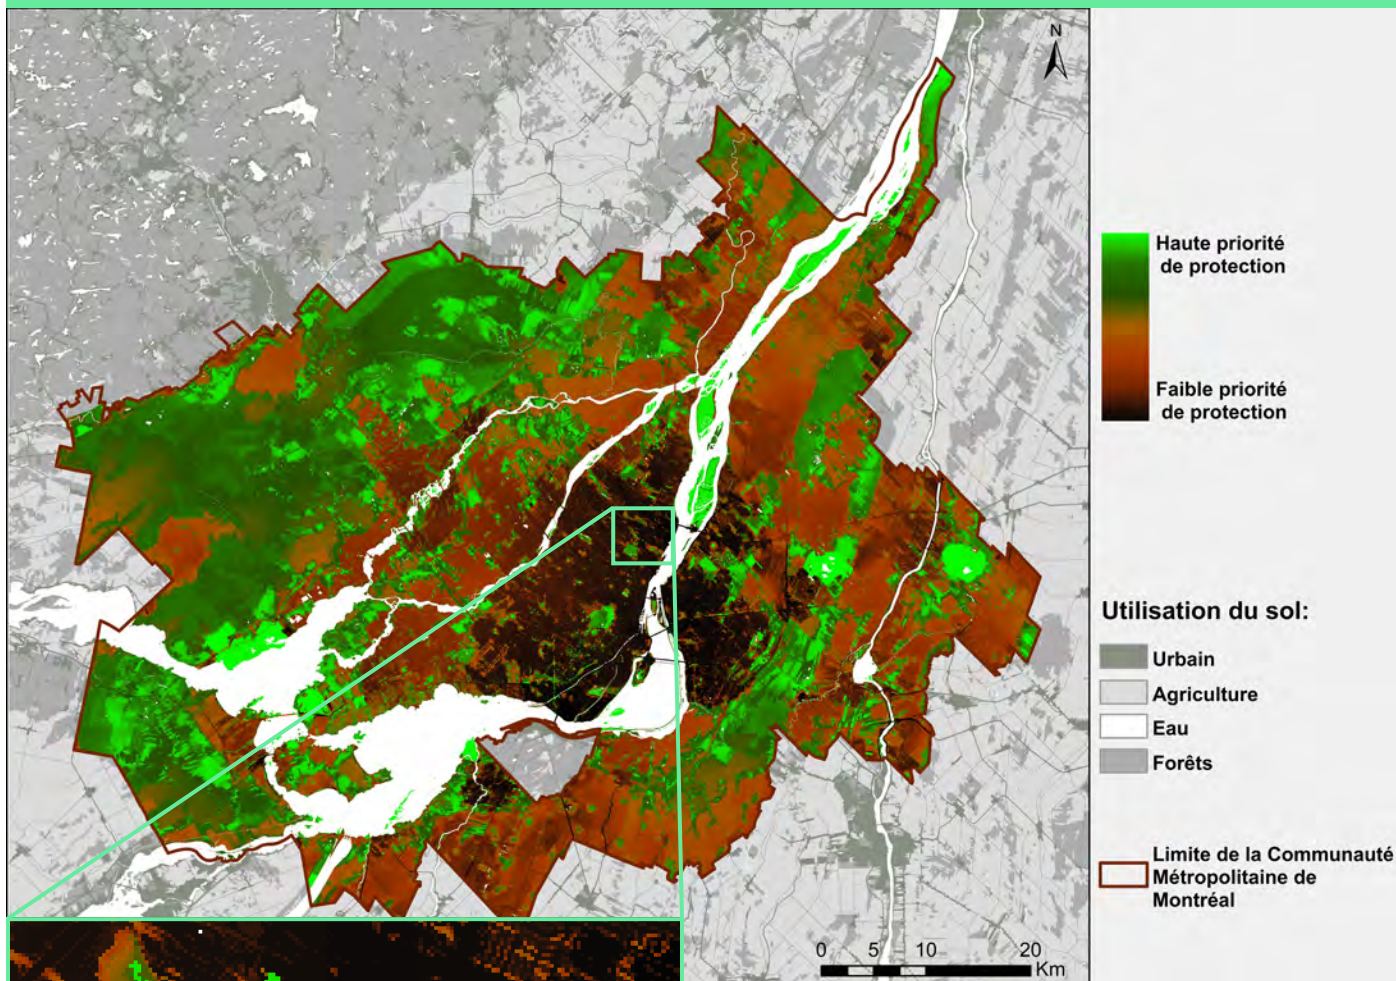 N
Haute priorité
de protection
Faible priorité
de protection
Utilisation du sol:
Urbain
Agriculture
Eau
Forêts
Limite de la Communauté
Métropolitaine de
Montréal
0 5 10 20
Km